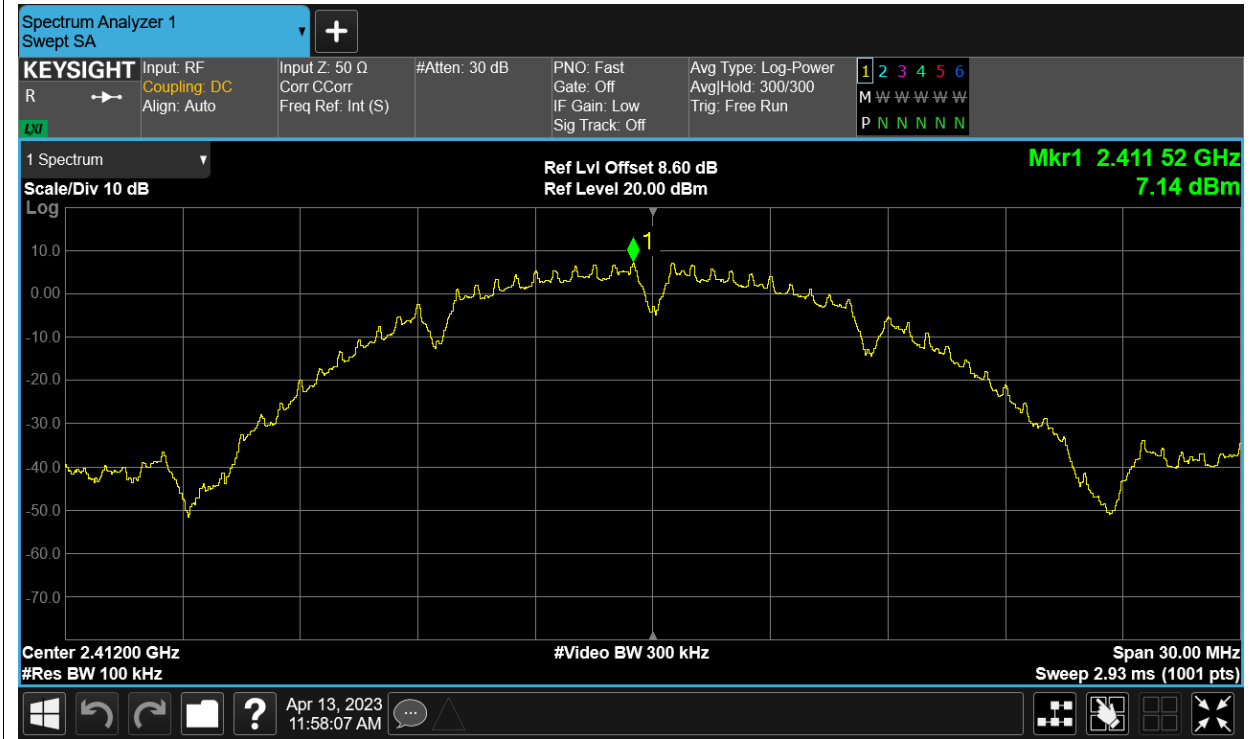 Spectrum Analyzer 1
Swept SA
+
KEYSIGHT
R
LXI
Input: RF
Coupling: DC
Align: Auto
Input Z: 50 Ω
Corr CCorr
Freq Ref: Int (S)
#Atten: 30 dB
PNO: Fast
Gate: Off
IF Gain: Low
Sig Track: Off
Avg Type: Log-Power
Avg|Hold: 300/300
Trig: Free Run
1 2 3 4 5 6
M W W W W W
P N N N N N
1 Spectrum
Scale/Div 10 dB
Ref Lvl Offset 8.60 dB
Ref Level 20.00 dBm
Mkr1 2.411 52 GHz
7.14 dBm
Log
1
10.0
0.00
-10.0
-20.0
-30.0
-40.0
-50.0
-60.0
-70.0
Center 2.41200 GHz
#Res BW 100 kHz
#Video BW 300 kHz
Span 30.00 MHz
Sweep 2.93 ms (1001 pts)
?
Apr 13, 2023
11:58:07 AM